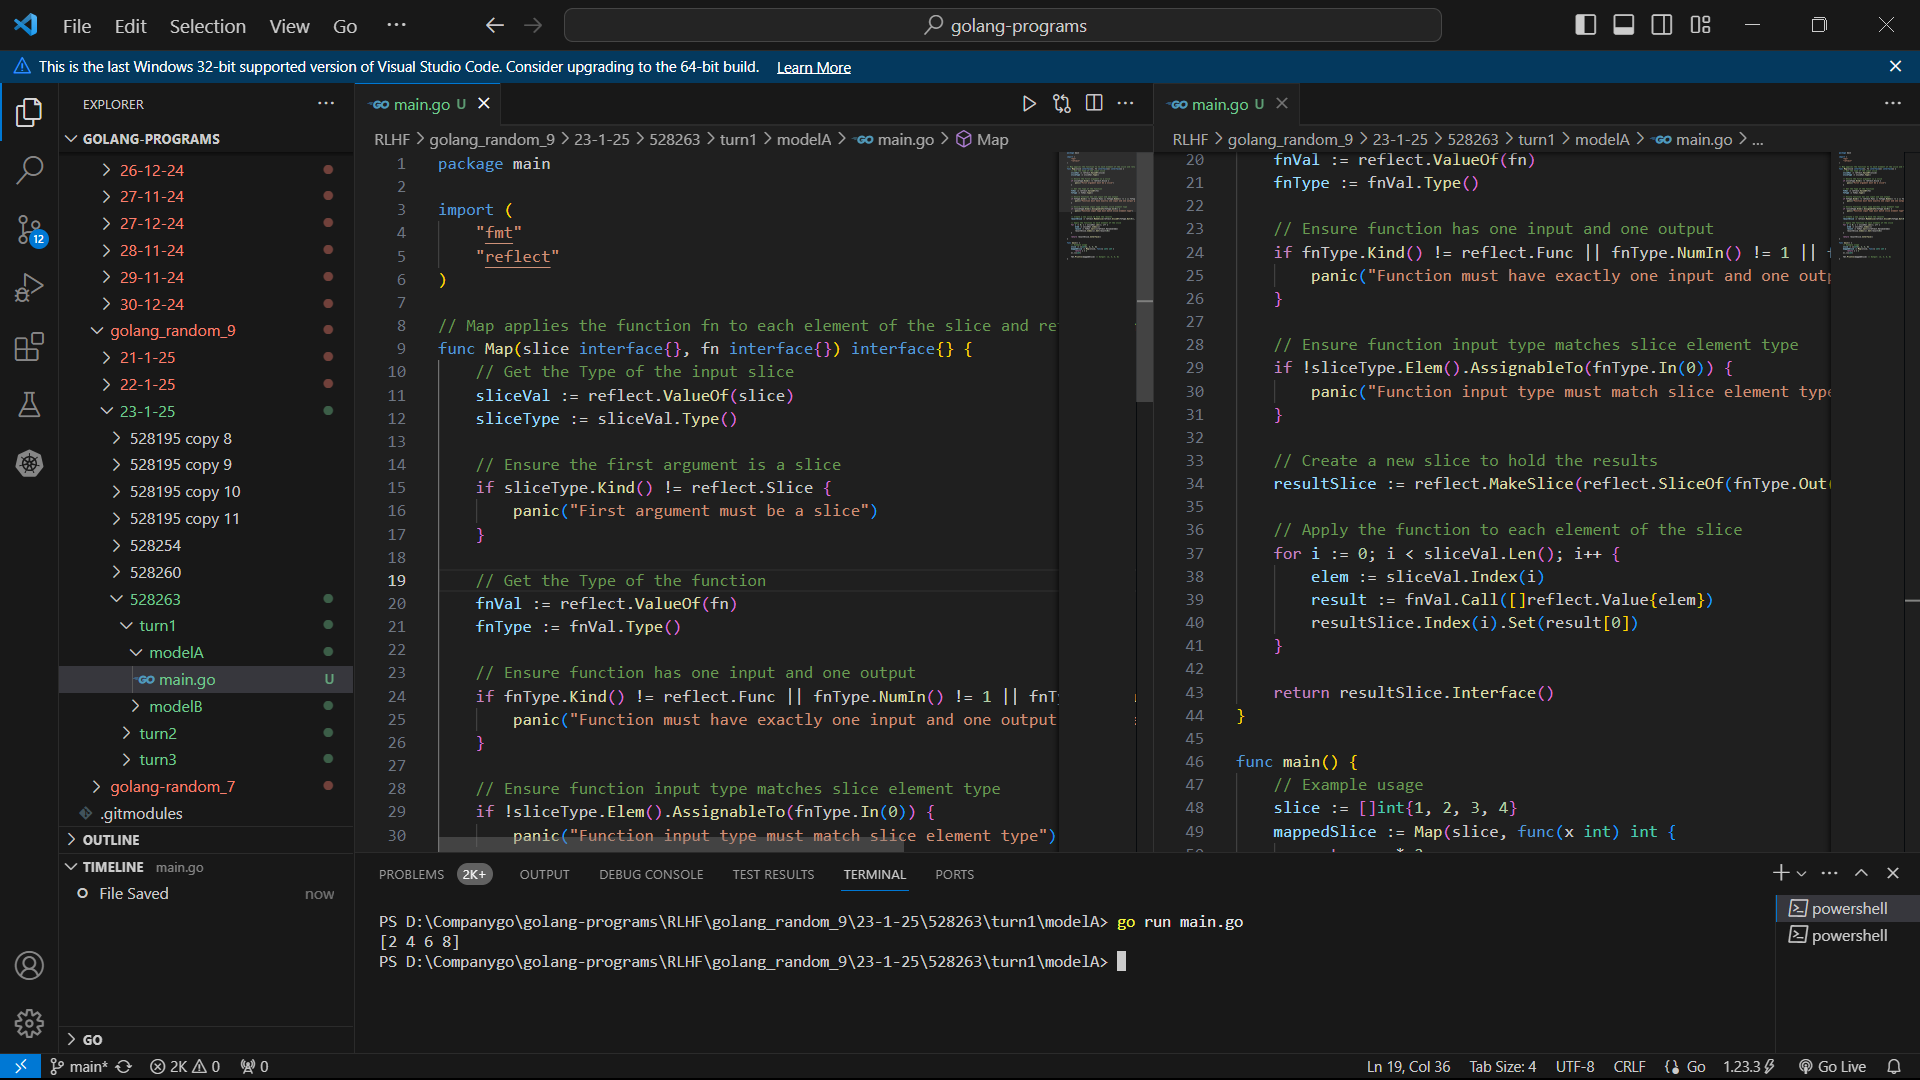 File Edit Selection View Go ···
golang-programs
This is the last Windows 32-bit supported version of Visual Studio Code. Consider upgrading to the 64-bit build. Learn More
EXPLORER
GOLANG-PROGRAMS
26-12-24
27-11-24
27-12-24
28-11-24
29-11-24
30-12-24
golang_random_9
21-1-25
22-1-25
23-1-25
528195 copy 8
528195 copy 9
528195 copy 10
528195 copy 11
528254
528260
528263
turn1
modelA
GO main.go U
modelB
turn2
turn3
golang-random_7
.gitmodules
OUTLINE
TIMELINE main.go
File Saved now
GO
12
GO main.go U
RLHF > golang_random_9 > 23-1-25 > 528263 > turn1 > modelA > GO main.go > Map
1 package main
2
3 import (
4 "fmt"
5 "reflect"
6 )
7
8 // Map applies the function fn to each element of the slice and
9 func Map(slice interface{}, fn interface{}) interface{} {
10 // Get the Type of the input slice
11 sliceVal := reflect.ValueOf(slice)
12 sliceType := sliceVal.Type()
13
14 // Ensure the first argument is a slice
15 if sliceType.Kind() != reflect.Slice {
16 panic("First argument must be a slice")
17 }
18
19 // Get the Type of the function
20 fnVal := reflect.ValueOf(fn)
21 fnType := fnVal.Type()
22
23 // Ensure function has one input and one output
24 if fnType.Kind() != reflect.Func || fnType.NumIn() != 1 || fnT
25 panic("Function must have exactly one input and one output
26 }
27
28 // Ensure function input type matches slice element type
29 if !sliceType.Elem().AssignableTo(fnType.In(0)) {
30 panic("Function input type must match slice element type")
GO main.go U
RLHF > golang_random_9 > 23-1-25 > 528263 > turn1 > modelA > GO main.go > ...
20 fnVal := reflect.ValueOf(fn)
21 fnType := fnVal.Type()
22
23 // Ensure function has one input and one output
24 if fnType.Kind() != reflect.Func || fnType.NumIn() != 1 ||
25 panic("Function must have exactly one input and one
26 }
27
28 // Ensure function input type matches slice element type
29 if !sliceType.Elem().AssignableTo(fnType.In(0)) {
30 panic("Function input type must match slice element type
31 }
32
33 // Create a new slice to hold the results
34 resultSlice := reflect.MakeSlice(reflect.SliceOf(fnType.Out(
35
36 // Apply the function to each element of the slice
37 for i := 0; i < sliceVal.Len(); i++ {
38 elem := sliceVal.Index(i)
39 result := fnVal.Call([]reflect.Value{elem})
40 resultSlice.Index(i).Set(result[0])
41 }
42
43 return resultSlice.Interface()
44 }
45
46 func main() {
47 // Example usage
48 slice := []int{1, 2, 3, 4}
49 mappedSlice := Map(slice, func(x int) int {
PROBLEMS 2K+ OUTPUT DEBUG CONSOLE TEST RESULTS TERMINAL PORTS
PS D:\Companygo\golang-programs\RLHF\golang_random_9\23-1-25\528263\turn1\modelA> go run main.go
[2 4 6 8]
PS D:\Companygo\golang-programs\RLHF\golang_random_9\23-1-25\528263\turn1\modelA>
powershell
powershell
main* 2K 0 0 Ln 19, Col 36 Tab Size: 4 UTF-8 CRLF Go 1.23.3 Go Live